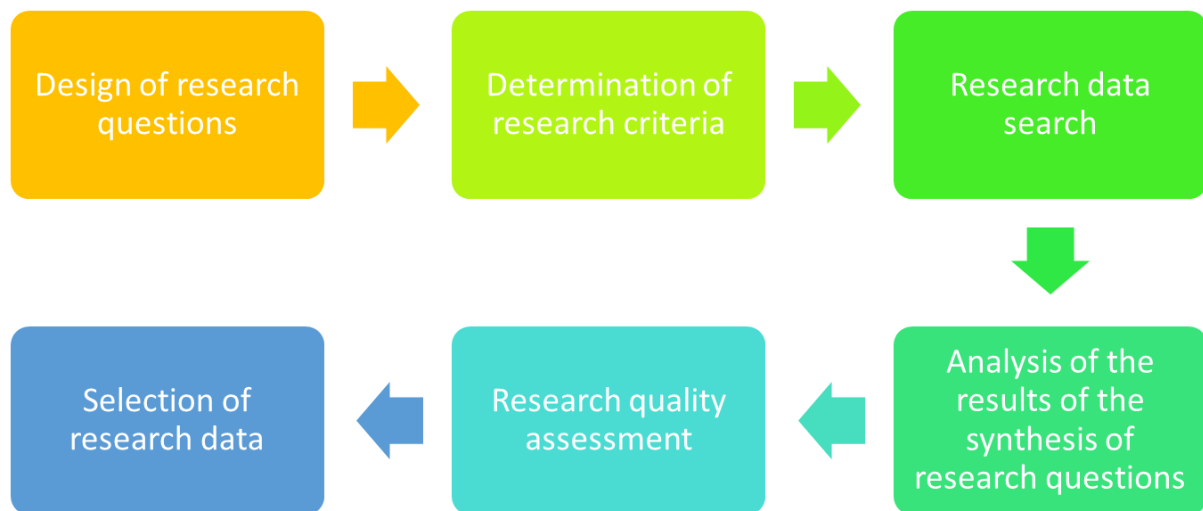 Design of research
questions
Determination of
research criteria
Research data
search
Analysis of the
results of the
synthesis of
research questions
Research quality
assessment
Selection of
research data